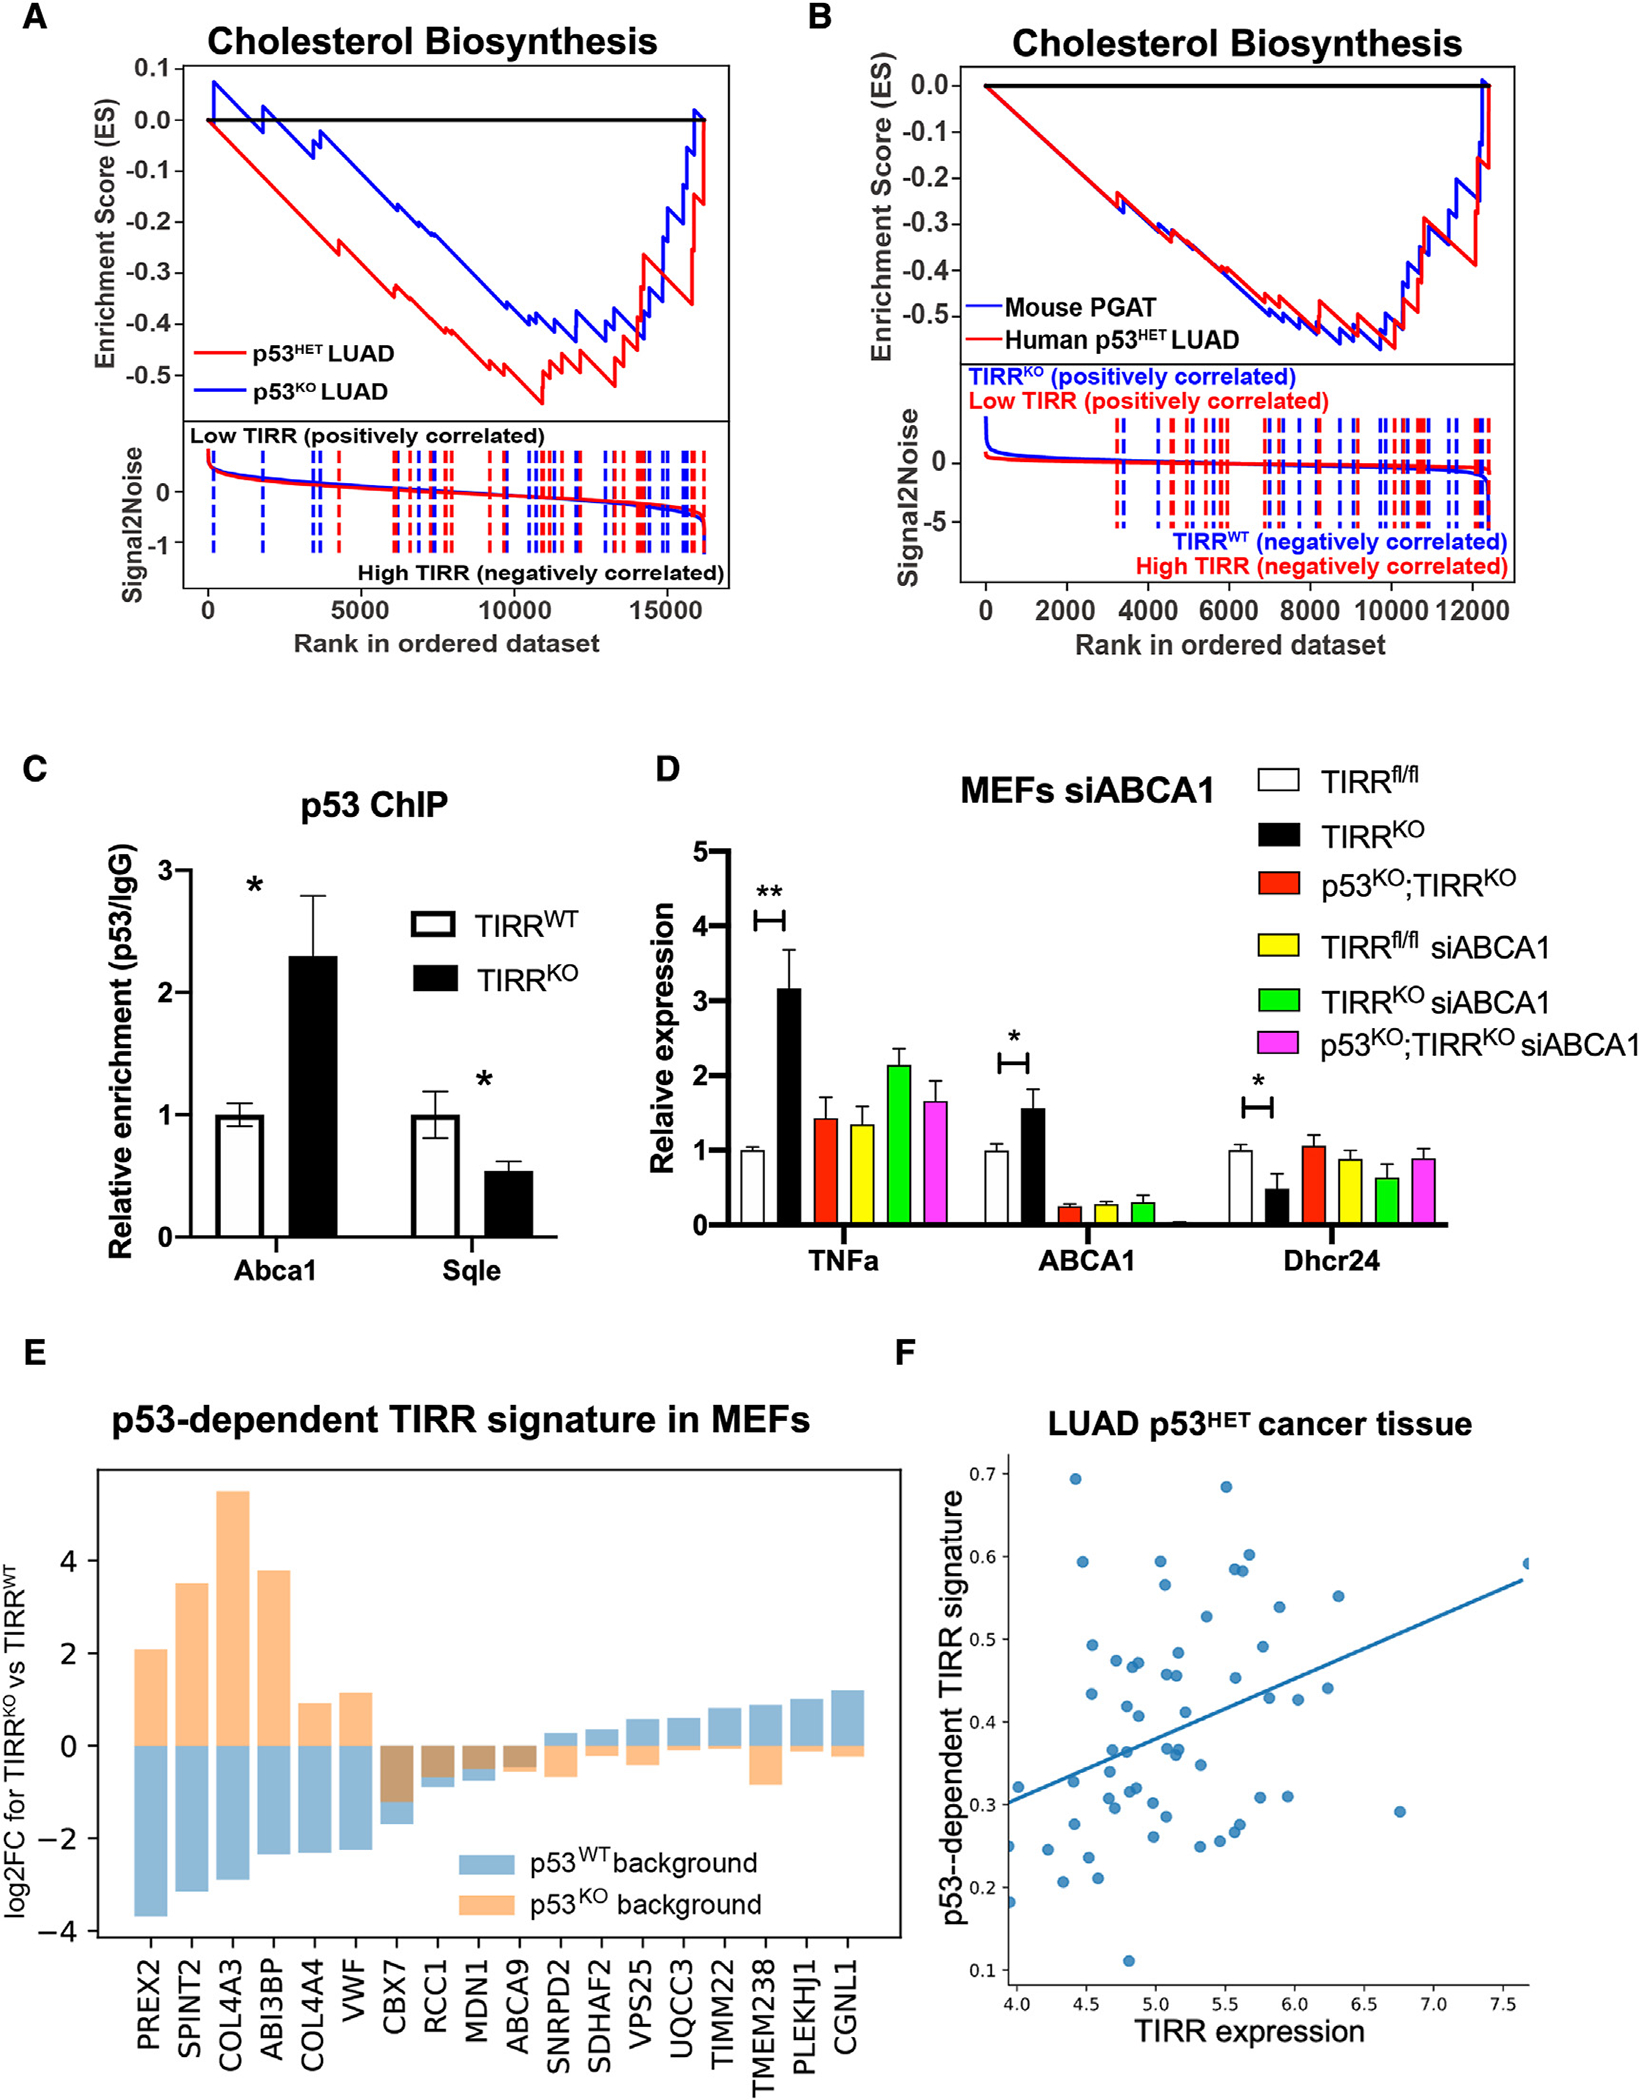 A
Cholesterol Biosynthesis
Enrichment Score (ES)
0.1
0.0
-0.1
-0.2
-0.3
-0.4
-0.5
p53HET LUAD
p53KO LUAD
Low TIRR (positively correlated)
Signal2Noise
0
-1
High TIRR (negatively correlated)
0 5000 10000 15000
Rank in ordered dataset
B
Cholesterol Biosynthesis
Enrichment Score (ES)
0.0
-0.1
-0.2
-0.3
-0.4
-0.5
Mouse PGAT
Human p53HET LUAD
TIRRKO (positively correlated)
Low TIRR (positively correlated)
Signal2Noise
0
-5
TIRRWT (negatively correlated)
High TIRR (negatively correlated)
0 2000 4000 6000 8000 10000 12000
Rank in ordered dataset
C
p53 ChIP
Relative enrichment (p53/IgG)
3
2
1
0
*
*
TIRRWT
TIRRKO
Abca1 Sqle
D
MEFs siABCA1
Relaive expression
5
4
3
2
1
0
**
*
*
TIRRfl/fl
TIRRKO
p53KO;TIRRKO
TIRRfl/fl siABCA1
TIRRKO siABCA1
p53KO;TIRRKO siABCA1
TNFa ABCA1 Dhcr24
E
p53-dependent TIRR signature in MEFs
log2FC for TIRRKO vs TIRRWT
4
2
0
−2
−4
p53WT background
p53KO background
PREX2
SPINT2
COL4A3
ABI3BP
COL4A4
VWF
CBX7
RCC1
MDN1
ABCA9
SNRPD2
SDHAF2
VPS25
UQCC3
TIMM22
TMEM238
PLEKHJ1
CGNL1
F
LUAD p53HET cancer tissue
p53--dependent TIRR signature
0.7
0.6
0.5
0.4
0.3
0.2
0.1
4.0 4.5 5.0 5.5 6.0 6.5 7.0 7.5
TIRR expression